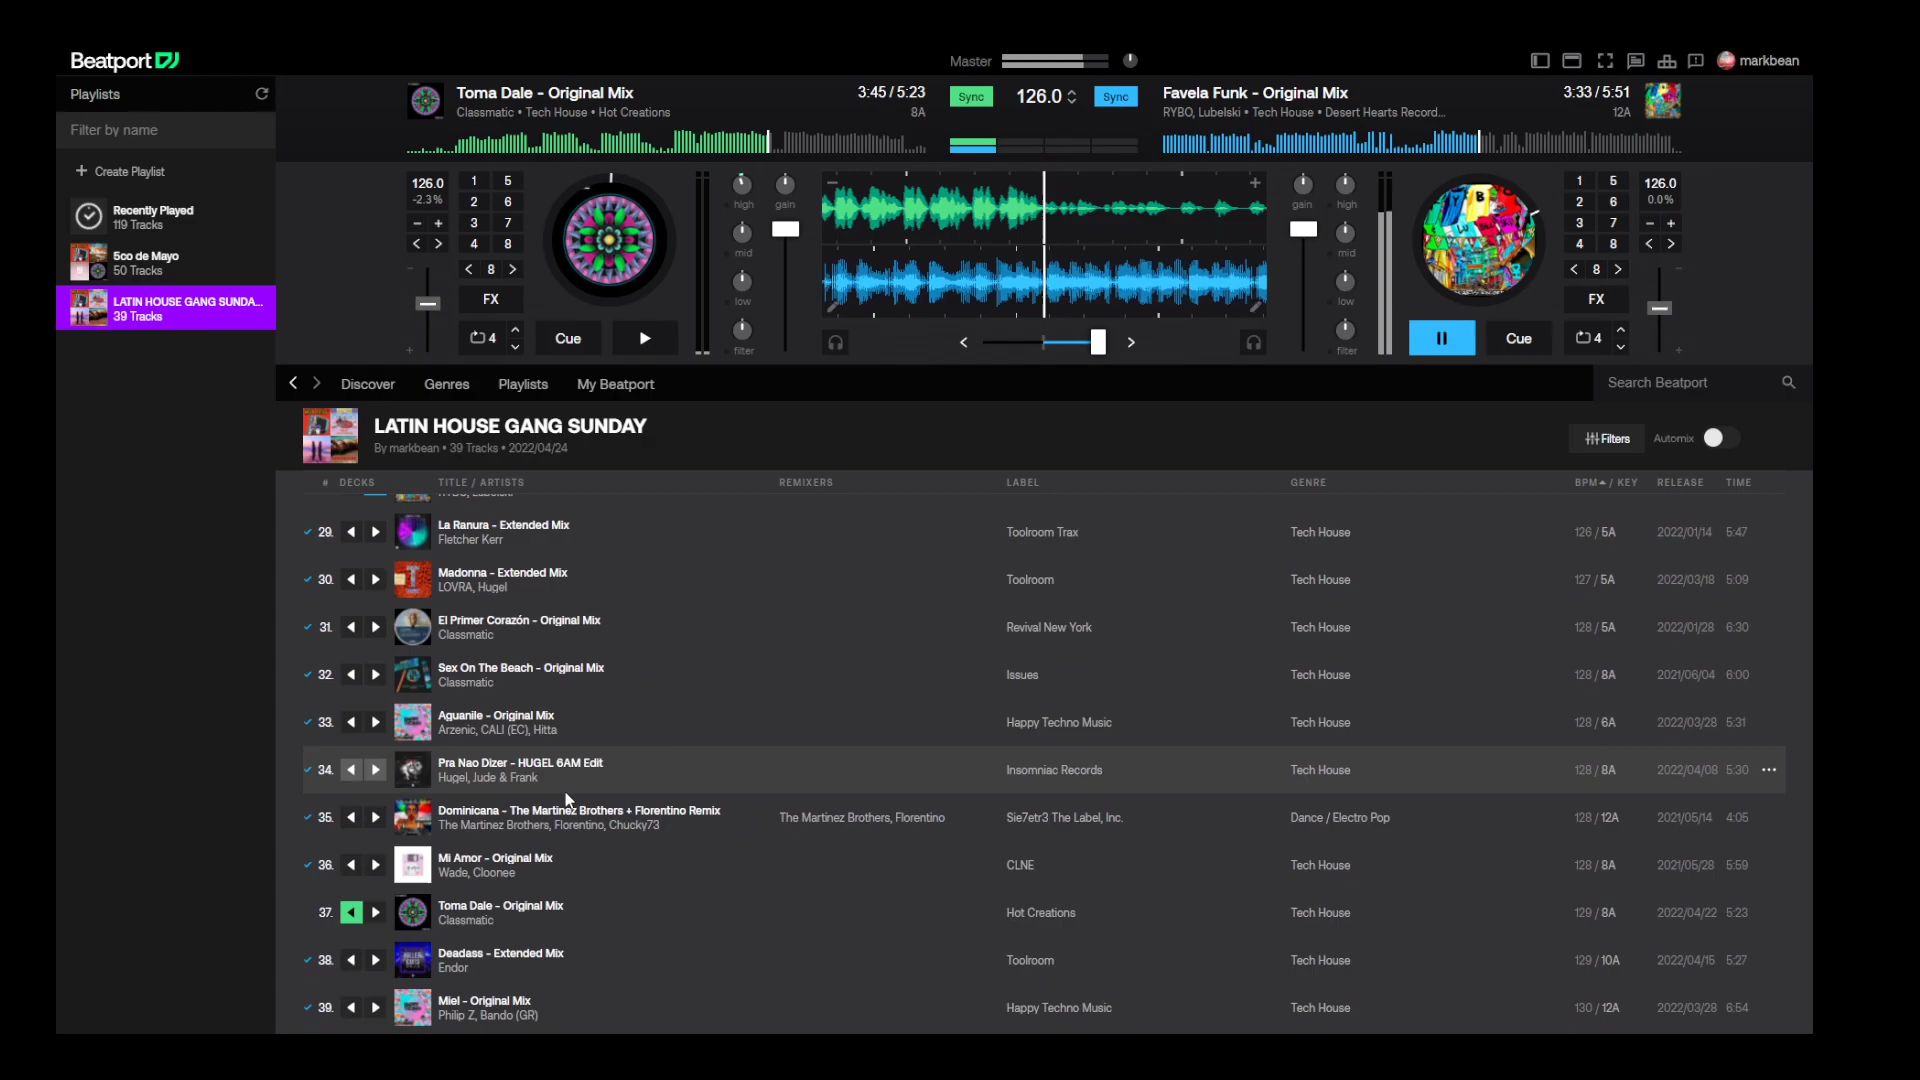 Beatport
Master
markbean
Playlists
Filter by name
Create Playlist
Recently Played
119 Tracks
5co de Mayo
50 Tracks
LATIN HOUSE GANG SUNDA...
39 Tracks
Toma Dale - Original Mix
3:45 / 5:23
Classmatic • Tech House • Hot Creations
8A
Sync
126.0
Sync
Favela Funk - Original Mix
3:33 / 5:51
RYBO, Lubelski • Tech House • Desert Hearts Record...
12A
126.0
-2.3%
1 5
2 6
3 7
4 8
8
FX
4
Cue
high
mid
low
filter
gain
gain
high
mid
low
filter
1 5
2 6
3 7
4 8
8
FX
126.0
0.0%
Cue
4
Discover
Genres
Playlists
My Beatport
Search Beatport
LATIN HOUSE GANG SUNDAY
By markbean • 39 Tracks • 2022/04/24
Filters
Automix
# DECKS TITLE / ARTISTS REMIXERS LABEL GENRE BPM / KEY RELEASE TIME
29. La Ranura - Extended Mix Toolroom Trax Tech House 126 / 5A 2022/01/14 5:47
Fletcher Kerr
30. Madonna - Extended Mix Toolroom Tech House 127 / 5A 2022/03/18 5:09
LOVRA, Hugel
31. El Primer Corazón - Original Mix Revival New York Tech House 128 / 5A 2022/01/28 6:30
Classmatic
32. Sex On The Beach - Original Mix Issues Tech House 128 / 8A 2021/06/04 6:00
Classmatic
33. Aguanile - Original Mix Happy Techno Music Tech House 128 / 6A 2022/03/28 5:31
Arzenic, CALI (EC), Hitta
34. Pra Nao Dizer - HUGEL 6AM Edit Insomniac Records Tech House 128 / 8A 2022/04/08 5:30 ...
Hugel, Jude & Frank
35. Dominicana - The Martinez Brothers + Florentino Remix The Martinez Brothers, Florentino Sie7etr3 The Label, Inc. Dance / Electro Pop 128 / 12A 2021/05/14 4:05
The Martinez Brothers, Florentino, Chucky73
36. Mi Amor - Original Mix CLNE Tech House 128 / 8A 2021/05/28 5:59
Wade, Cloonee
37. Toma Dale - Original Mix Hot Creations Tech House 129 / 8A 2022/04/22 5:23
Classmatic
38. Deadass - Extended Mix Toolroom Tech House 129 / 10A 2022/04/15 5:27
Endor
39. Miel - Original Mix Happy Techno Music Tech House 130 / 12A 2022/03/28 6:54
Philip Z, Bando (GR)